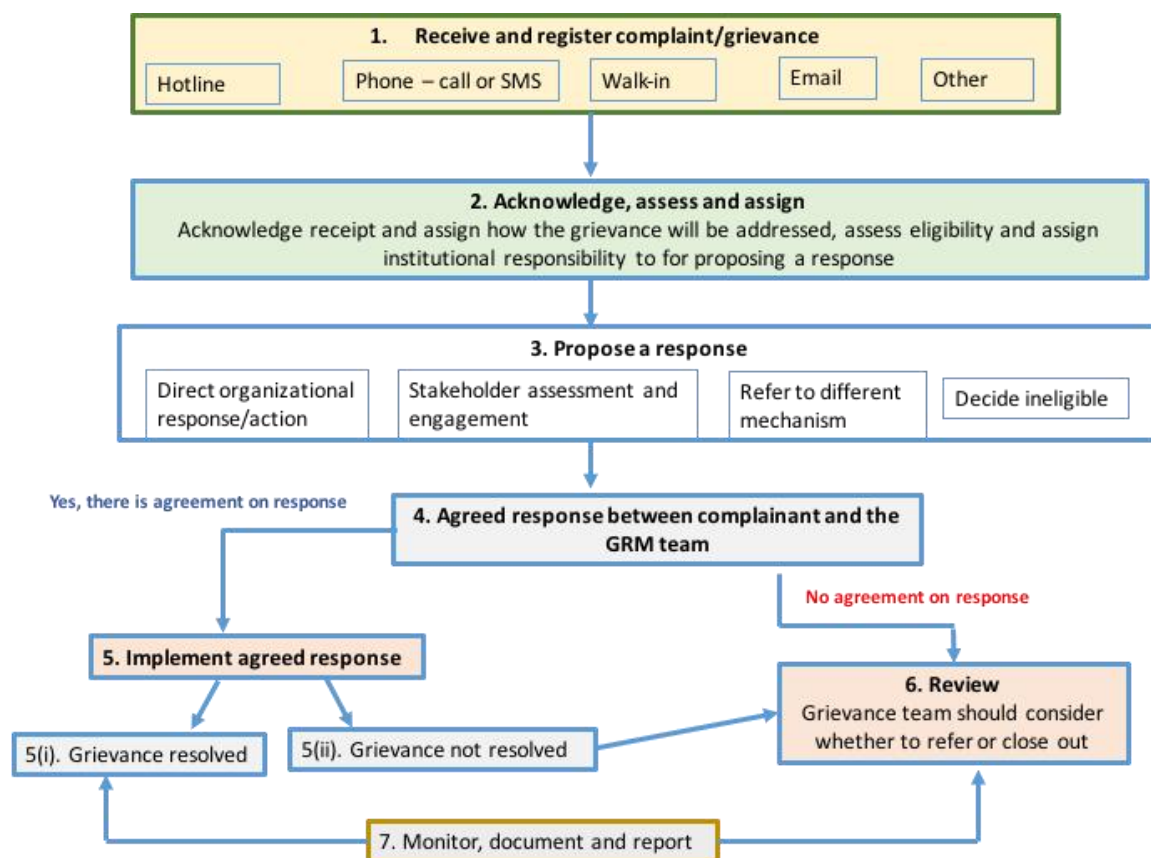 1. Receive and register complaint/grievance
Hotline
Phone – call or SMS
Walk-in
Email
Other
2. Acknowledge, assess and assign
Acknowledge receipt and assign how the grievance will be addressed, assess eligibility and assign
institutional responsibility to for proposing a response
3. Propose a response
Direct organizational
response/action
Stakeholder assessment and
engagement
Refer to different
mechanism
Decide ineligible
Yes, there is agreement on response
4. Agreed response between complainant and the
GRM team
No agreement on response
5. Implement agreed response
6. Review
Grievance team should consider
whether to refer or close out
5(i). Grievance resolved
5(ii). Grievance not resolved
7. Monitor, document and report